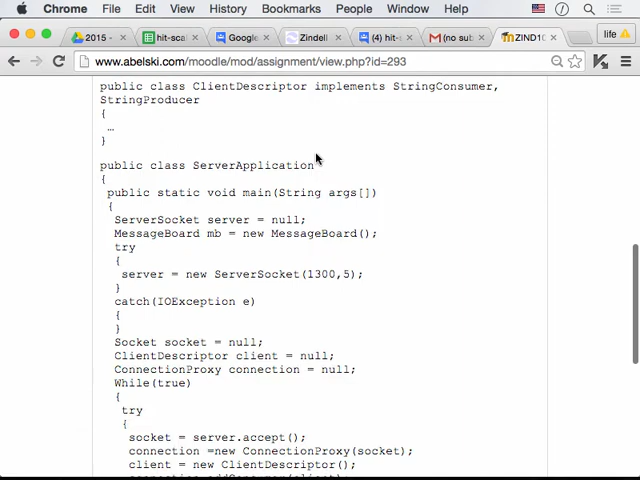 Chrome File Edit View History Bookmarks People Window Help
2015 - hit-sca Google Zindell (4) hit-s (no sub ZIND10 life
www.abelski.com/moodle/mod/assignment/view.php?id=293
public class ClientDescriptor implements StringConsumer,
StringProducer
{
…
}
public class ServerApplication
{
public static void main(String args[])
{
ServerSocket server = null;
MessageBoard mb = new MessageBoard();
try
{
server = new ServerSocket(1300,5);
}
catch(IOException e)
{
}
Socket socket = null;
ClientDescriptor client = null;
ConnectionProxy connection = null;
While(true)
{
try
{
socket = server.accept();
connection =new ConnectionProxy(socket);
client = new ClientDescriptor();